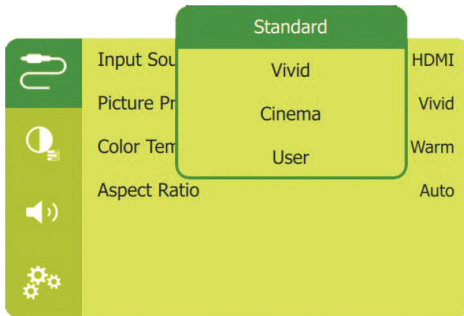 Standard
Vivid
Cinema
User
Input Sou HDMI
Picture Pr Vivid
Color Tem Warm
Aspect Ratio Auto